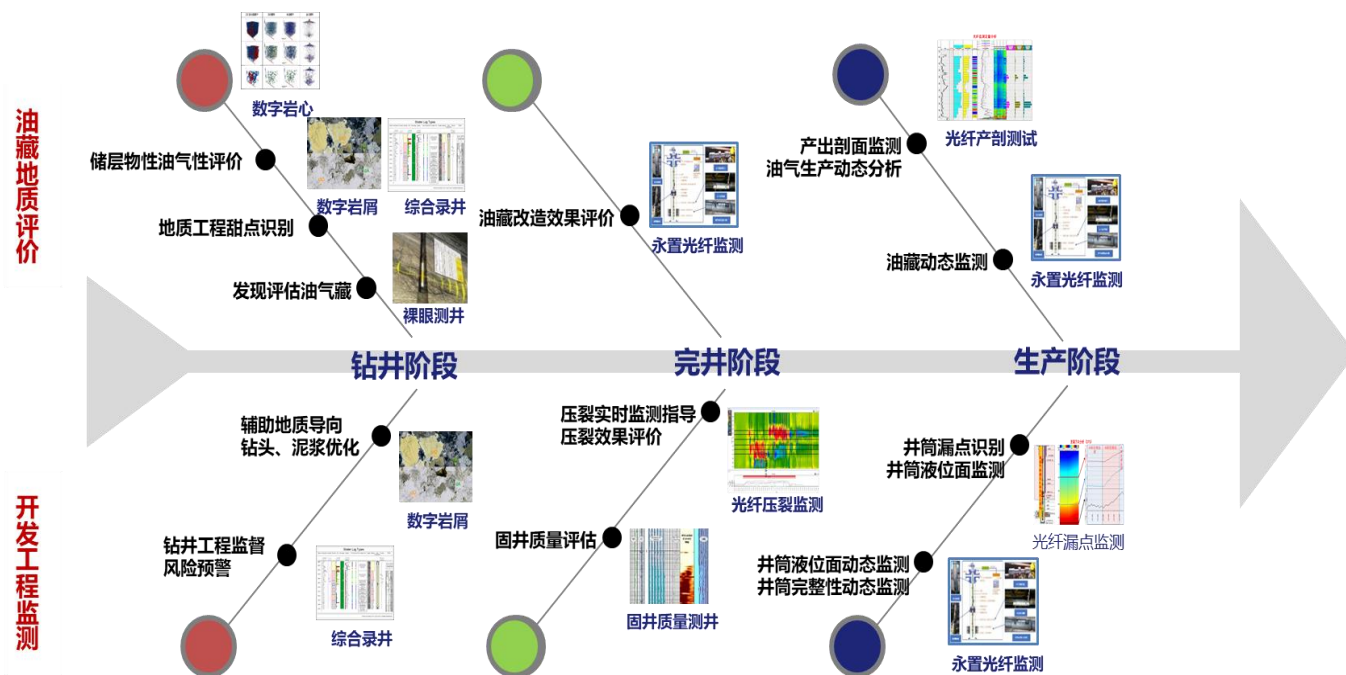 油藏地质评价
数字岩心
储层物性油气性评价
数字岩屑
综合录井
地质工程甜点识别
发现评估油气藏
裸眼测井
油藏改造效果评价
永置光纤监测
光纤产剖测试
产出剖面监测
油气生产动态分析
油藏动态监测
永置光纤监测
钻井阶段
完井阶段
生产阶段
开发工程监测
辅助地质导向
钻头、泥浆优化
数字岩屑
钻井工程监督
风险预警
综合录井
压裂实时监测指导
压裂效果评价
光纤压裂监测
固井质量评估
固井质量测井
井筒漏点识别
井筒液位面监测
光纤漏点监测
井筒液位面动态监测
井筒完整性动态监测
永置光纤监测